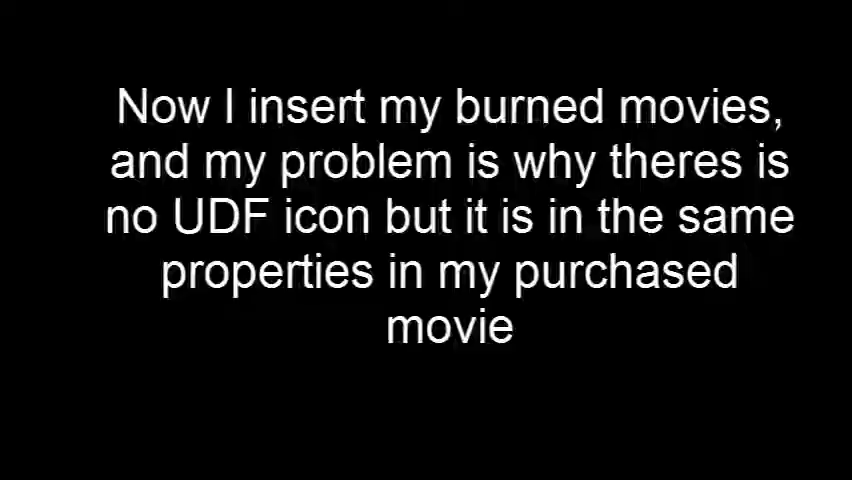 Now I insert my burned movies,
and my problem is why theres is
no UDF icon but it is in the same
properties in my purchased
movie